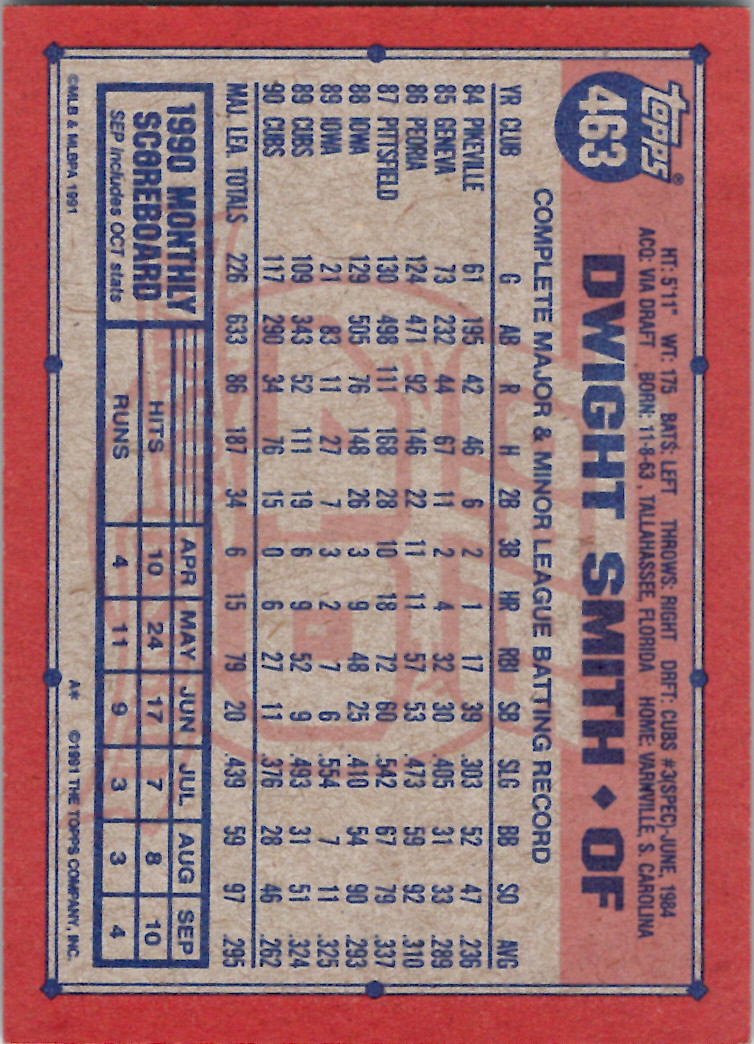 topps®
463
HT: 5'11" WT: 175 BATS: LEFT THROWS: RIGHT DRFT: CUBS #3(SPEC)-JUNE, 1984
ACQ: VIA DRAFT BORN: 11-8-63, TALLAHASSEE, FLORIDA HOME: VARNVILLE, S. CAROLINA
DWIGHT SMITH ♦ OF
COMPLETE MAJOR & MINOR LEAGUE BATTING RECORD
YR CLUB G AB R H 2B 3B HR RBI SB SLG BB SO AVG
84 PIKEVILLE 61 195 42 46 6 2 1 17 39 .303 52 47 .236
85 GENEVA 73 232 44 67 11 2 4 32 30 .405 31 33 .289
86 PEORIA 124 471 92 146 22 11 11 57 53 .473 59 92 .310
87 PITTSFIELD 130 498 111 168 28 10 18 72 60 .542 67 79 .337
88 IOWA 129 505 76 148 26 3 9 48 25 .410 54 90 .293
89 IOWA 21 83 11 27 7 3 2 7 6 .554 7 11 .325
89 CUBS 109 343 52 111 19 6 9 52 9 .493 31 51 .324
90 CUBS 117 290 34 76 15 0 6 27 11 .376 28 46 .262
MAJ. LEA. TOTALS 226 633 86 187 34 6 15 79 20 .439 59 97 .295
1990 MONTHLY
SCOREBOARD
SEP includes OCT stats
APR MAY JUN JUL AUG SEP
HITS 10 24 17 7 8 10
RUNS 4 11 9 3 3 4
©MLB & MLBPA 1991 A* ©1991 THE TOPPS COMPANY, INC.